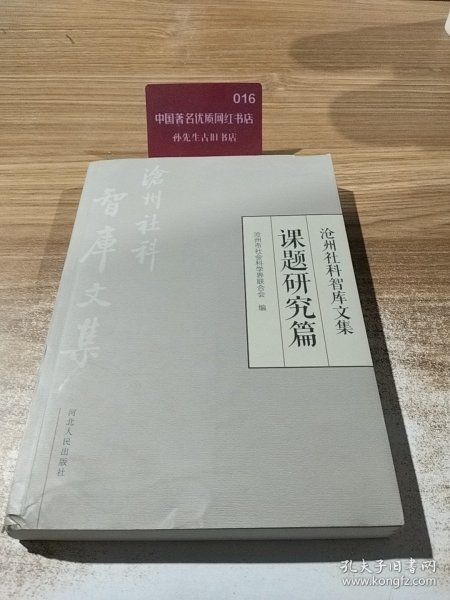 016
中国著名优质网红书店
孙先生古旧书店
沧州社科智库文集
课题研究篇
沧州市社会科学界联合会 编
滄州社科
智庫文集
河北人民出版社
孔夫子旧书网
www.kongfz.com